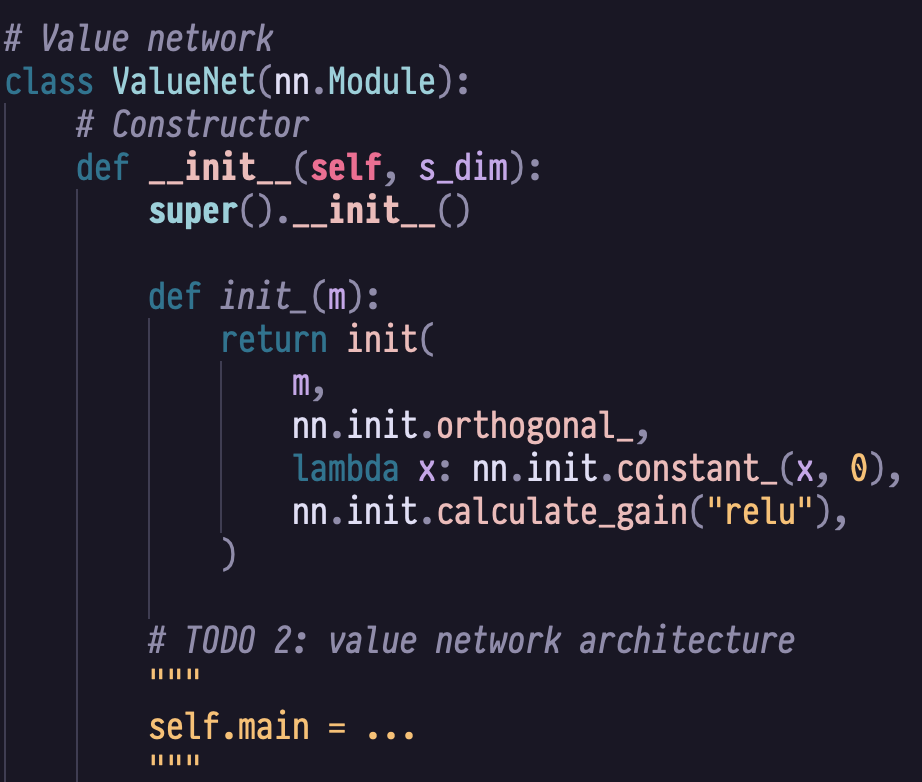 # Value network
class ValueNet(nn.Module):
    # Constructor
    def __init__(self, s_dim):
        super().__init__()

        def init_(m):
            return init(
                m,
                nn.init.orthogonal_,
                lambda x: nn.init.constant_(x, 0),
                nn.init.calculate_gain("relu"),
            )

        # TODO 2: value network architecture
        """
        self.main = ...
        """